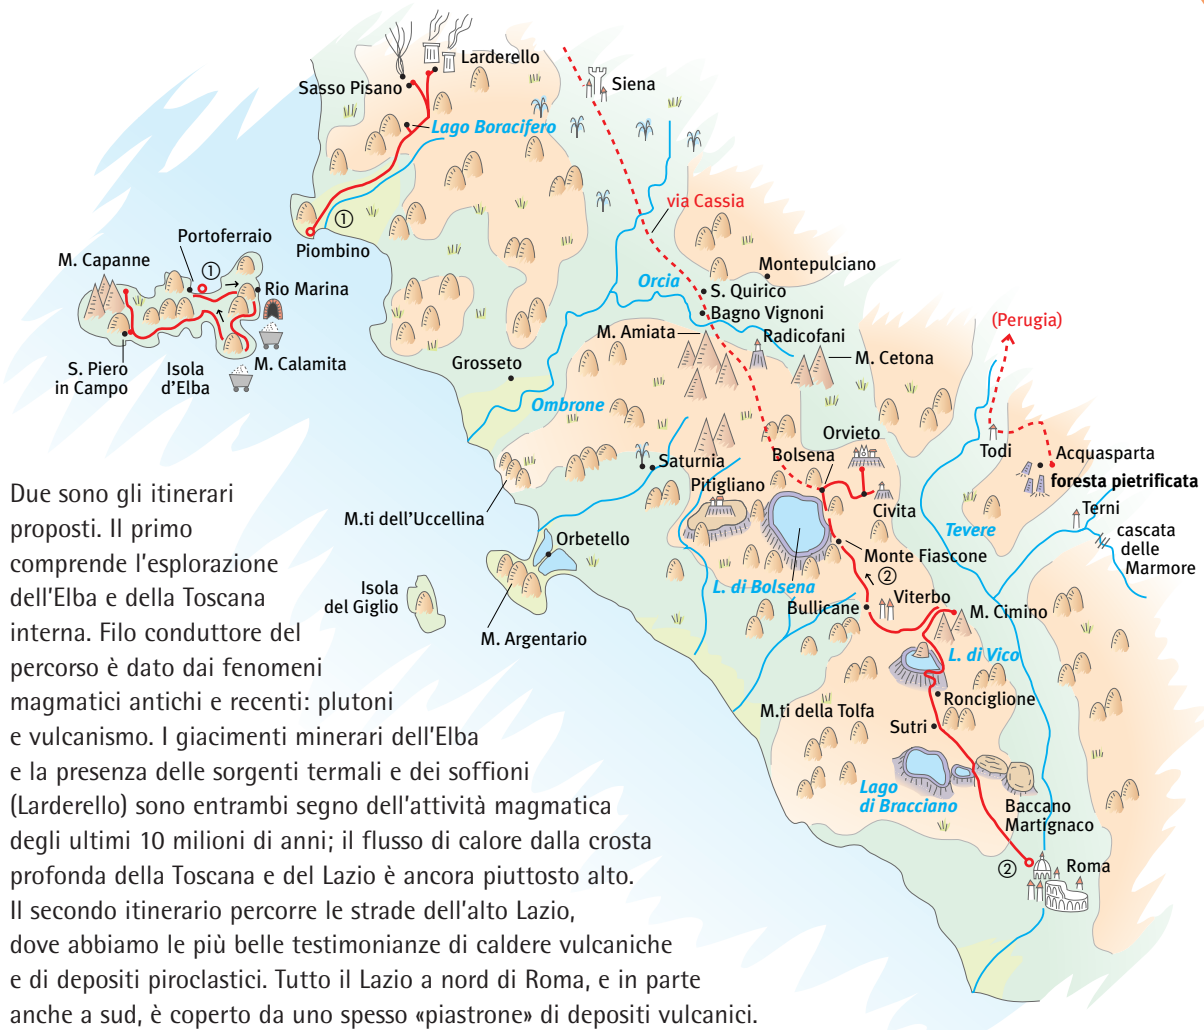 Larderello
Sasso Pisano
Siena
Lago Boracifero
via Cassia
①
Piombino
Portoferraio
M. Capanne
①
Rio Marina
Montepulciano
Orcia
S. Quirico
Bagno Vignoni
M. Amiata
Radicofani
(Perugia)
M. Cetona
S. Piero
in Campo
Isola
d'Elba
M. Calamita
Grosseto
Ombrone
Orvieto
Bolsena
Todi
Acquasparta
foresta pietrificata
Saturnia
Pitigliano
Civita
Terni
Tevere
cascata
delle
Marmore
M.ti dell'Uccellina
Orbetello
Monte Fiascone
L. di Bolsena
②
Isola
del Giglio
Bullicane
Viterbo
M. Cimino
M. Argentario
L. di Vico
Ronciglione
M.ti della Tolfa
Sutri
Lago
di Bracciano
Baccano
Martignaco
②
Roma
Due sono gli itinerari
proposti. Il primo
comprende l'esplorazione
dell'Elba e della Toscana
interna. Filo conduttore del
percorso è dato dai fenomeni
magmatici antichi e recenti: plutoni
e vulcanismo. I giacimenti minerari dell'Elba
e la presenza delle sorgenti termali e dei soffioni
(Larderello) sono entrambi segno dell'attività magmatica
degli ultimi 10 milioni di anni; il flusso di calore dalla crosta
profonda della Toscana e del Lazio è ancora piuttosto alto.
Il secondo itinerario percorre le strade dell'alto Lazio,
dove abbiamo le più belle testimonianze di caldere vulcaniche
e di depositi piroclastici. Tutto il Lazio a nord di Roma, e in parte
anche a sud, è coperto da uno spesso «piastrone» di depositi vulcanici.